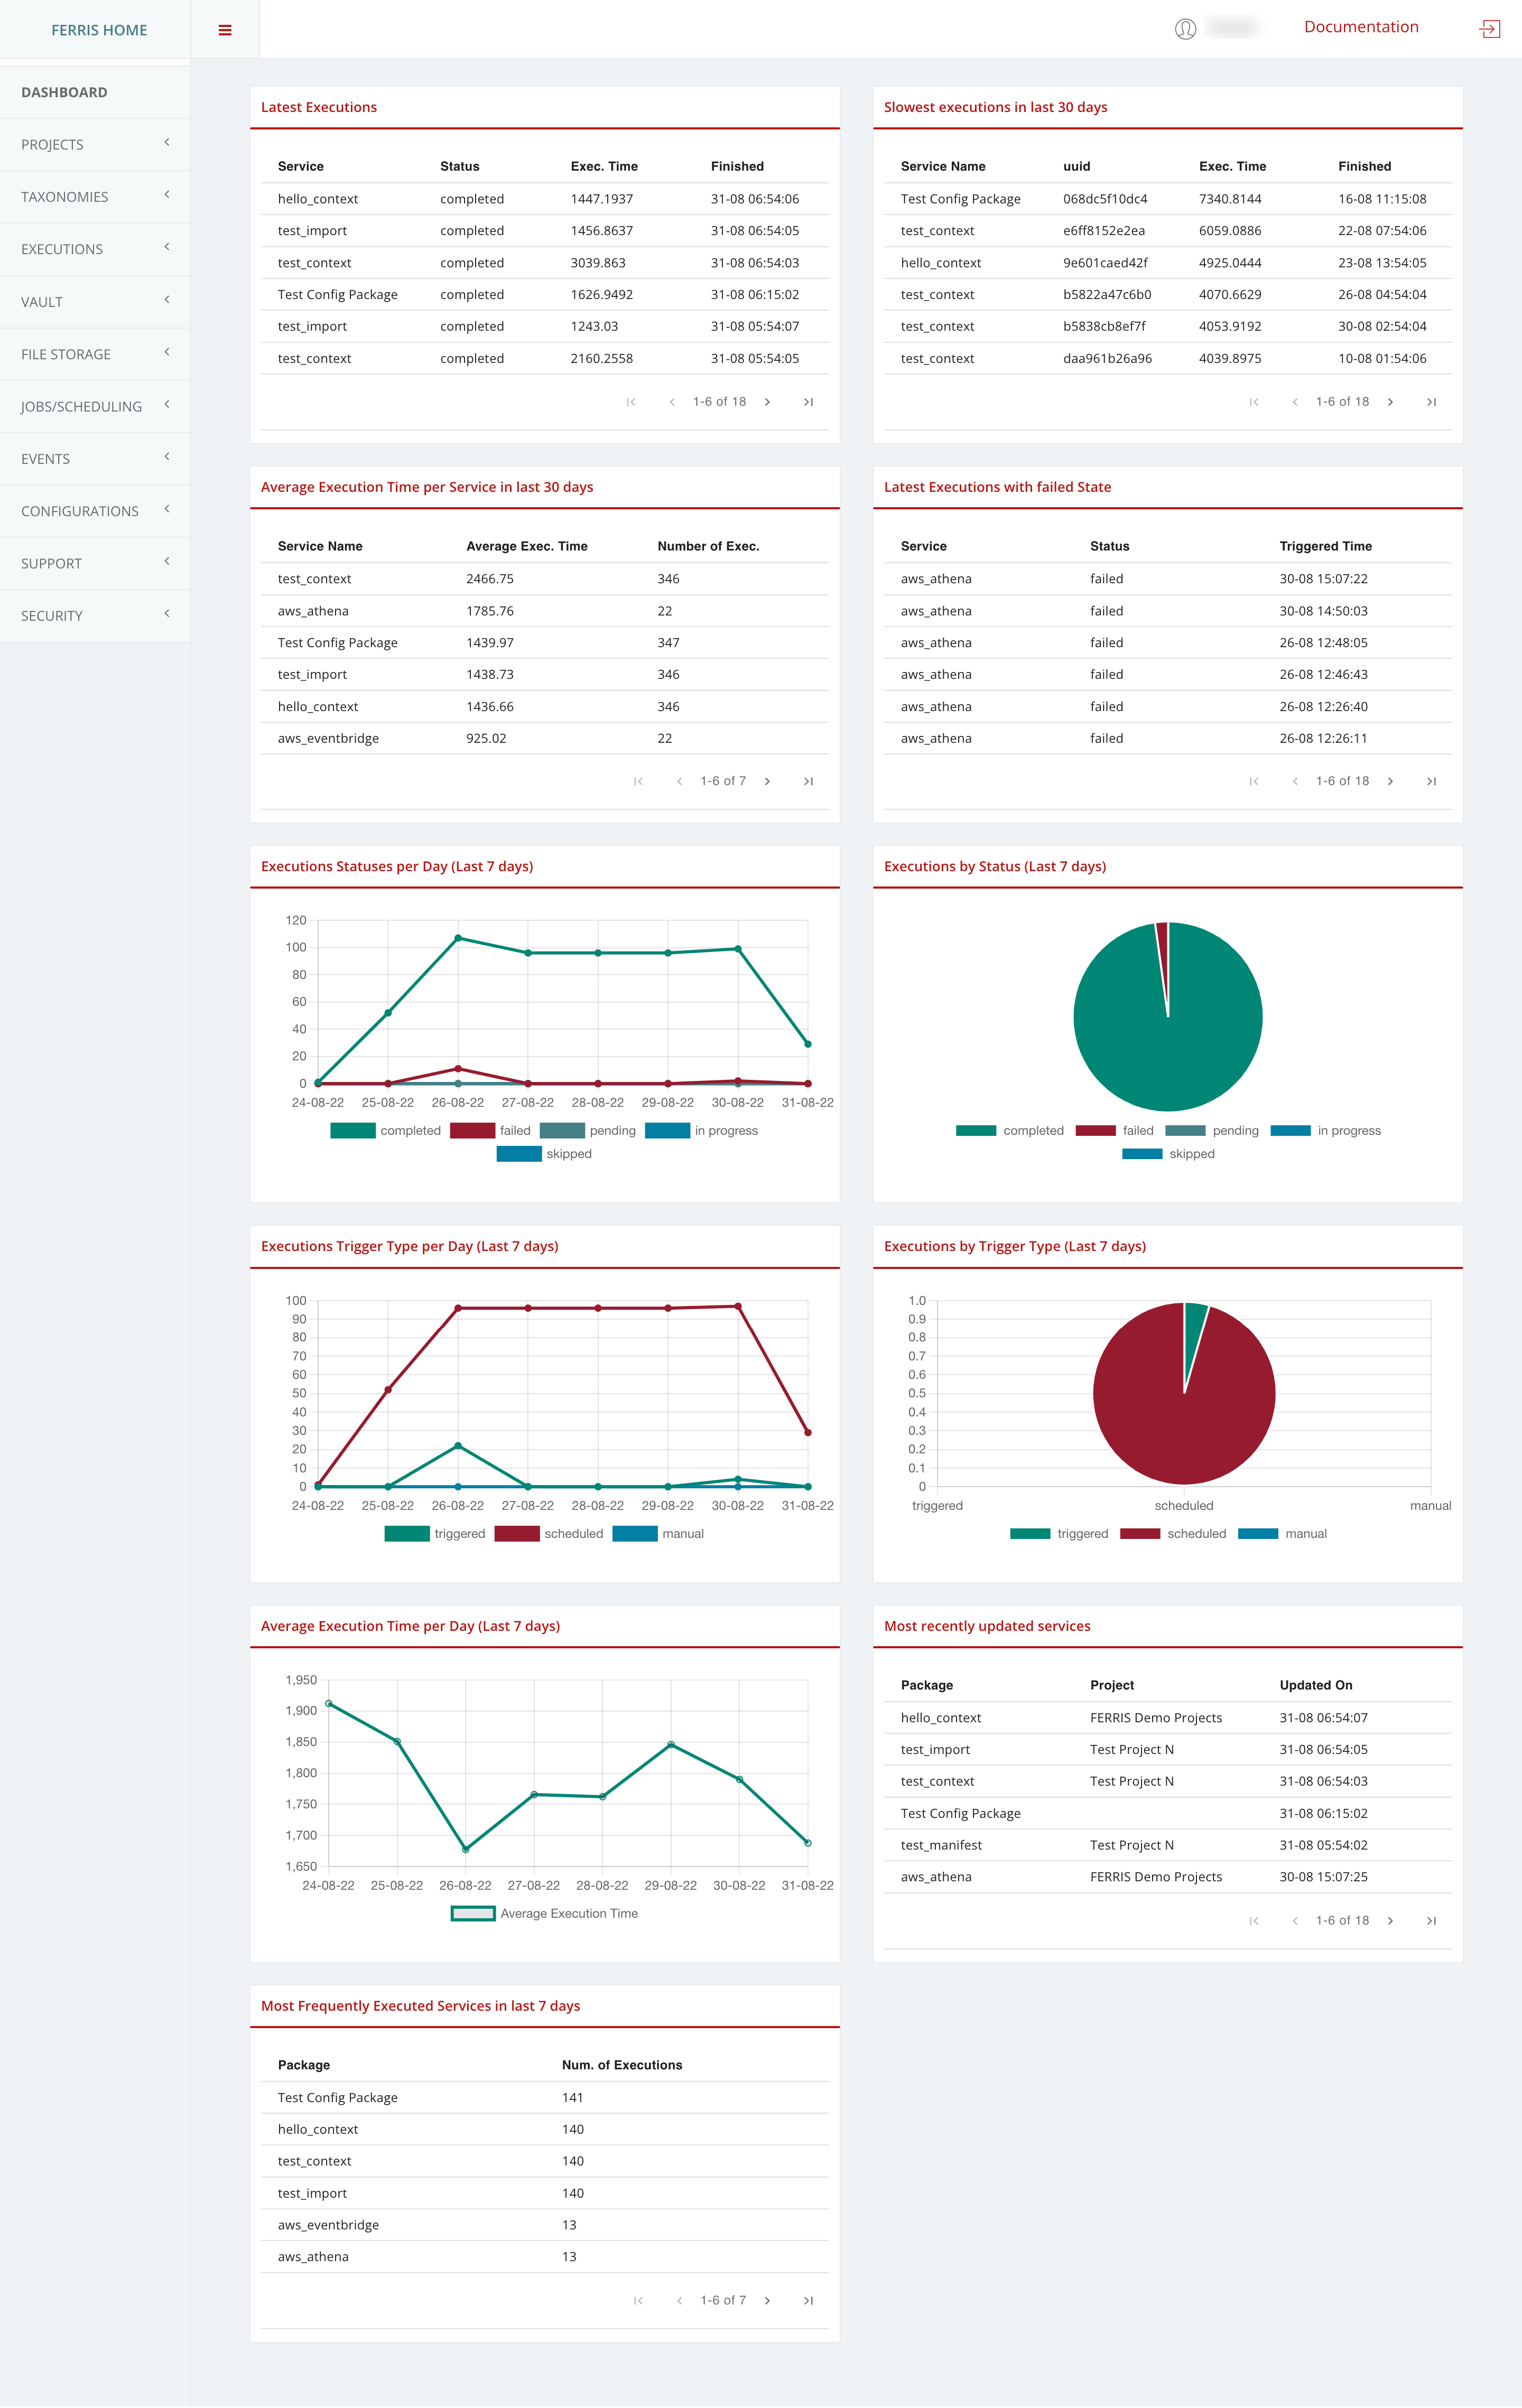 FERRIS HOME
Documentation
DASHBOARD
PROJECTS
TAXONOMIES
EXECUTIONS
VAULT
FILE STORAGE
JOBS/SCHEDULING
EVENTS
CONFIGURATIONS
SUPPORT
SECURITY
Latest Executions
Service Status Exec. Time Finished
hello_context completed 1447.1937 31-08 06:54:06
test_import completed 1456.8637 31-08 06:54:05
test_context completed 3039.863 31-08 06:54:03
Test Config Package completed 1626.9492 31-08 06:15:02
test_import completed 1243.03 31-08 05:54:07
test_context completed 2160.2558 31-08 05:54:05
1-6 of 18
Slowest executions in last 30 days
Service Name uuid Exec. Time Finished
Test Config Package 068dc5f10dc4 7340.8144 16-08 11:15:08
test_context e6ff8152e2ea 6059.0886 22-08 07:54:06
hello_context 9e601caed42f 4925.0444 23-08 13:54:05
test_context b5822a47c6b0 4070.6629 26-08 04:54:04
test_context b5838cb8ef7f 4053.9192 30-08 02:54:04
test_context daa961b26a96 4039.8975 10-08 01:54:06
1-6 of 18
Average Execution Time per Service in last 30 days
Service Name Average Exec. Time Number of Exec.
test_context 2466.75 346
aws_athena 1785.76 22
Test Config Package 1439.97 347
test_import 1438.73 346
hello_context 1436.66 346
aws_eventbridge 925.02 22
1-6 of 7
Latest Executions with failed State
Service Status Triggered Time
aws_athena failed 30-08 15:07:22
aws_athena failed 30-08 14:50:03
aws_athena failed 26-08 12:48:05
aws_athena failed 26-08 12:46:43
aws_athena failed 26-08 12:26:40
aws_athena failed 26-08 12:26:11
1-6 of 18
Executions Statuses per Day (Last 7 days)
120
100
80
60
40
20
0
24-08-22 25-08-22 26-08-22 27-08-22 28-08-22 29-08-22 30-08-22 31-08-22
completed failed pending in progress
skipped
Executions by Status (Last 7 days)
completed failed pending in progress
skipped
Executions Trigger Type per Day (Last 7 days)
100
90
80
70
60
50
40
30
20
10
0
24-08-22 25-08-22 26-08-22 27-08-22 28-08-22 29-08-22 30-08-22 31-08-22
triggered scheduled manual
Executions by Trigger Type (Last 7 days)
1.0
0.9
0.8
0.7
0.6
0.5
0.4
0.3
0.2
0.1
0
triggered scheduled manual
triggered scheduled manual
Average Execution Time per Day (Last 7 days)
1,950
1,900
1,850
1,800
1,750
1,700
1,650
24-08-22 25-08-22 26-08-22 27-08-22 28-08-22 29-08-22 30-08-22 31-08-22
Average Execution Time
Most recently updated services
Package Project Updated On
hello_context FERRIS Demo Projects 31-08 06:54:07
test_import Test Project N 31-08 06:54:05
test_context Test Project N 31-08 06:54:03
Test Config Package 31-08 06:15:02
test_manifest Test Project N 31-08 05:54:02
aws_athena FERRIS Demo Projects 30-08 15:07:25
1-6 of 18
Most Frequently Executed Services in last 7 days
Package Num. of Executions
Test Config Package 141
hello_context 140
test_context 140
test_import 140
aws_eventbridge 13
aws_athena 13
1-6 of 7